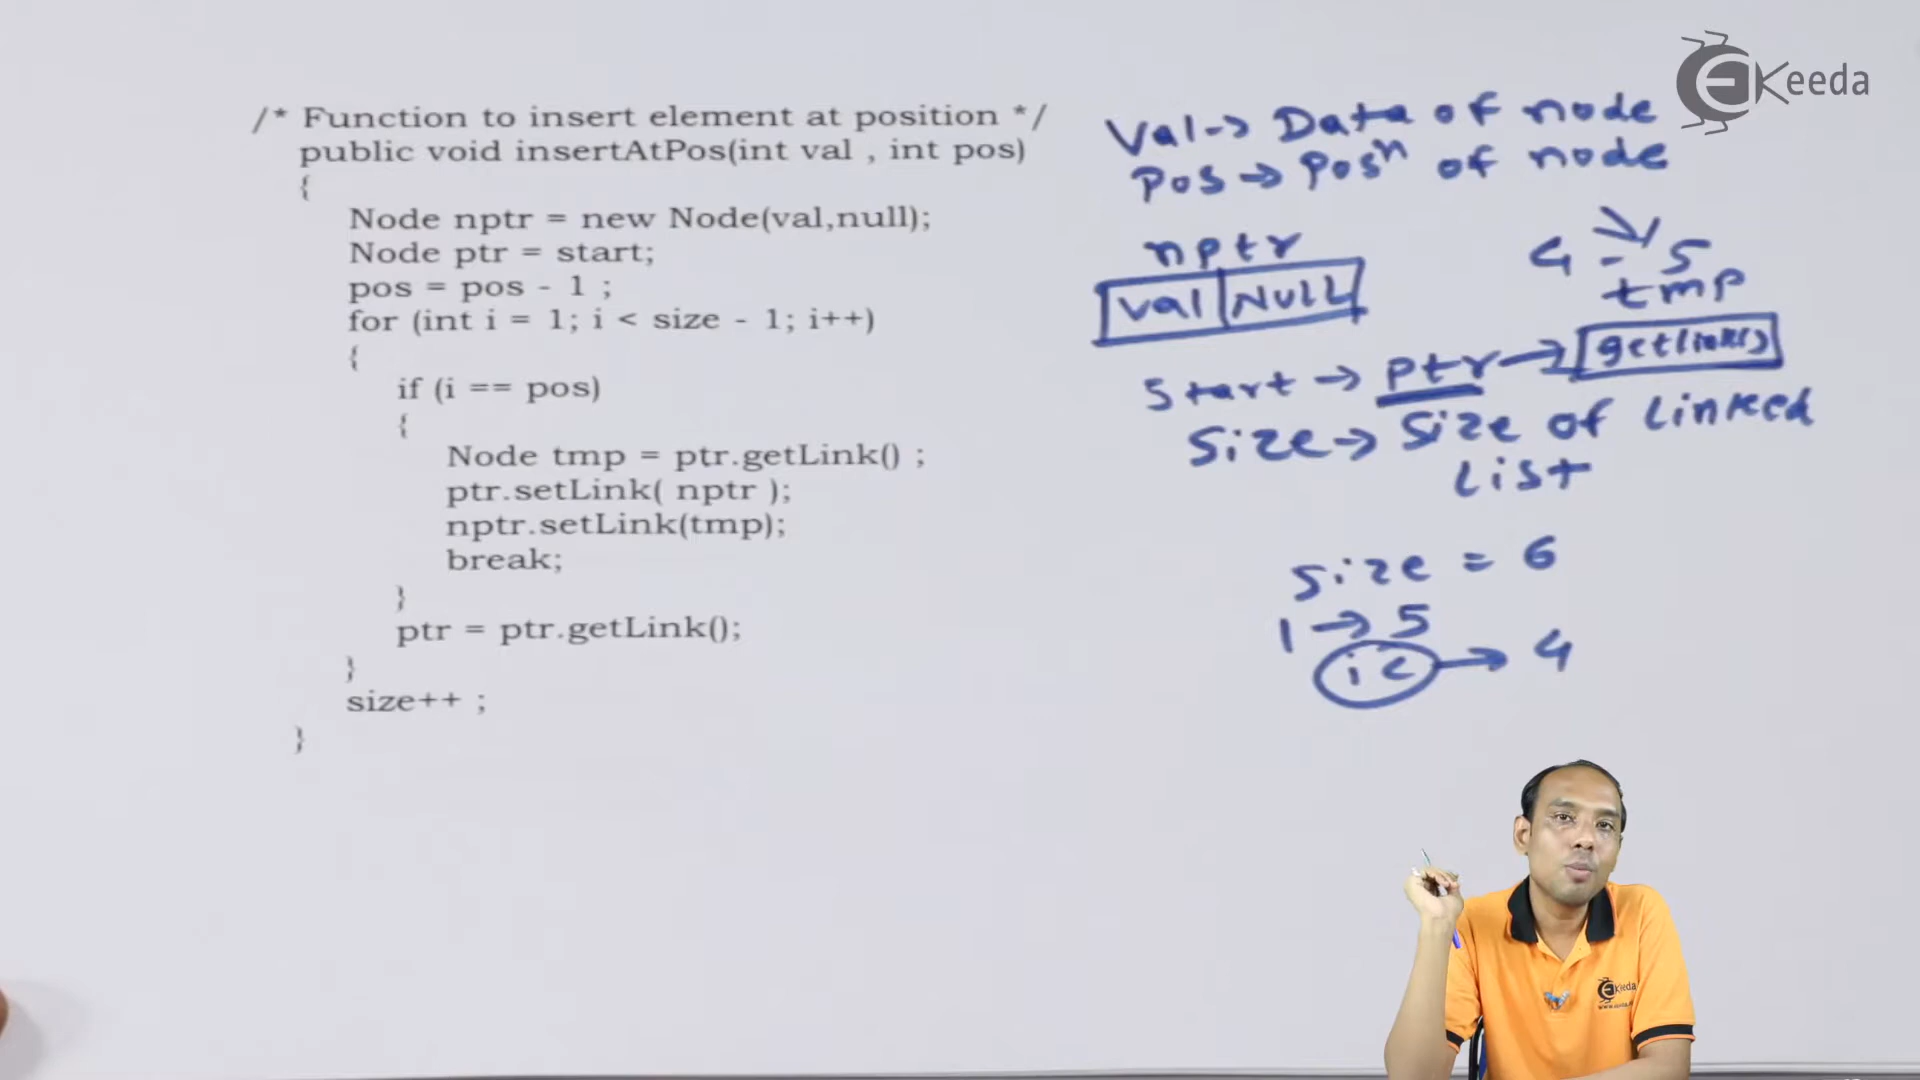 EKeeda
/* Function to insert element at position */
public void insertAtPos(int val , int pos)
{
Node nptr = new Node(val,null);
Node ptr = start;
pos = pos - 1 ;
for (int i = 1; i < size - 1; i++)
{
if (i == pos)
{
Node tmp = ptr.getLink() ;
ptr.setLink( nptr );
nptr.setLink(tmp);
break;
}
ptr = ptr.getLink();
}
size++ ;
}
Val → Data of node
Pos → Posⁿ of node
nptr
val NULL
4 - 5
tmp
Start → ptr → getlink()
Size → Size of Linked
List
Size = 6
1 → 5
i < → 4
EKeeda